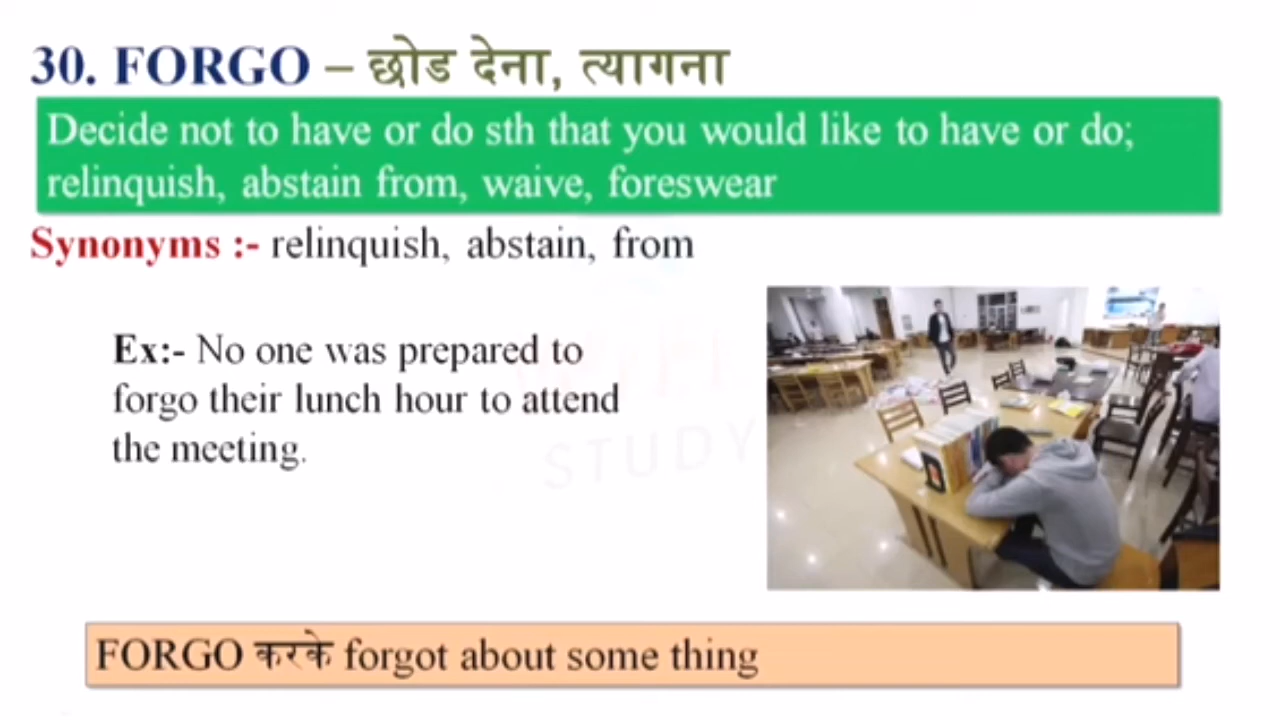 30. FORGO – छोड देना, त्यागना
Decide not to have or do sth that you would like to have or do;
relinquish, abstain from, waive, foreswear
Synonyms :- relinquish, abstain, from
Ex:- No one was prepared to
forgo their lunch hour to attend
the meeting.
STUDY
FORGO करके forgot about some thing